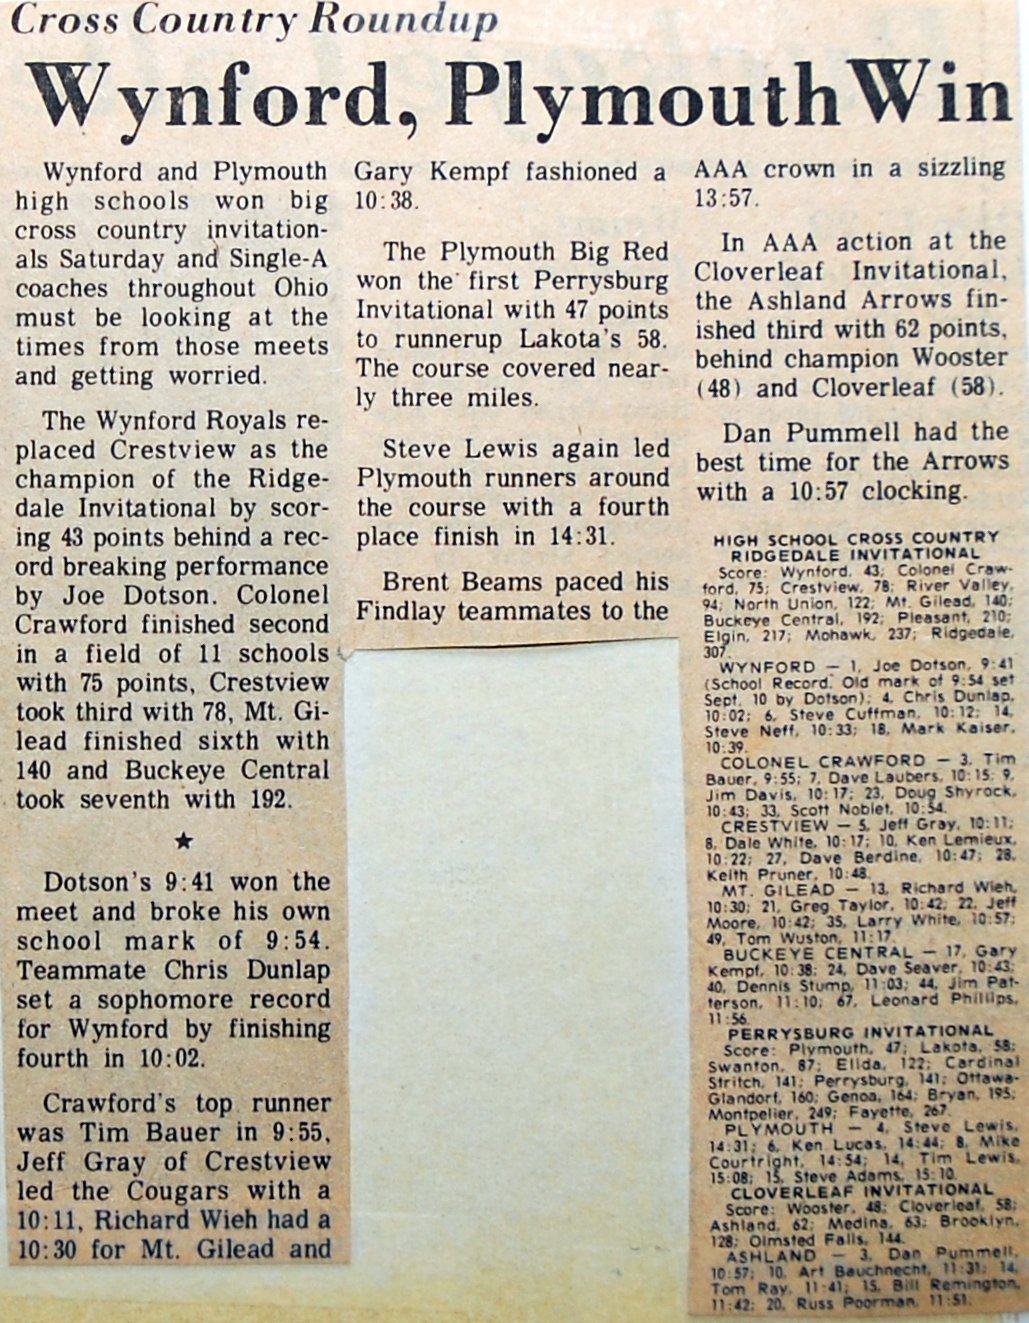 Cross Country Roundup
Wynford, Plymouth Win
Wynford and Plymouth
high schools won big
cross country invitation-
als Saturday and Single-A
coaches throughout Ohio
must be looking at the
times from those meets
and getting worried.
The Wynford Royals re-
placed Crestview as the
champion of the Ridge-
dale Invitational by scor-
ing 43 points behind a rec-
ord breaking performance
by Joe Dotson. Colonel
Crawford finished second
in a field of 11 schools
with 75 points, Crestview
took third with 78, Mt. Gi-
lead finished sixth with
140 and Buckeye Central
took seventh with 192.
★
Dotson's 9:41 won the
meet and broke his own
school mark of 9:54.
Teammate Chris Dunlap
set a sophomore record
for Wynford by finishing
fourth in 10:02.
Crawford's top runner
was Tim Bauer in 9:55,
Jeff Gray of Crestview
led the Cougars with a
10:11, Richard Wieh had a
10:30 for Mt. Gilead and
Gary Kempf fashioned a
10:38.
The Plymouth Big Red
won the first Perrysburg
Invitational with 47 points
to runnerup Lakota's 58.
The course covered near-
ly three miles.
Steve Lewis again led
Plymouth runners around
the course with a fourth
place finish in 14:31.
Brent Beams paced his
Findlay teammates to the
AAA crown in a sizzling
13:57.
In AAA action at the
Cloverleaf Invitational,
the Ashland Arrows fin-
ished third with 62 points,
behind champion Wooster
(48) and Cloverleaf (58).
Dan Pummell had the
best time for the Arrows
with a 10:57 clocking.
HIGH SCHOOL CROSS COUNTRY
RIDGEDALE INVITATIONAL
Score: Wynford, 43; Colonel Craw-
ford, 75; Crestview, 78; River Valley,
94; North Union, 122; Mt. Gilead, 140;
Buckeye Central, 192; Pleasant, 210;
Elgin, 217; Mohawk, 237; Ridgedale,
307.
WYNFORD — 1, Joe Dotson, 9:41
(School Record. Old mark of 9:54 set
Sept. 10 by Dotson); 4, Chris Dunlap,
10:02; 6, Steve Cuffman, 10:12; 14,
Steve Neff, 10:33; 18, Mark Kaiser,
10:39.
COLONEL CRAWFORD — 3, Tim
Bauer, 9:55; 7, Dave Laubers, 10:15; 9,
Jim Davis, 10:17; 23, Doug Shyrock,
10:43; 33, Scott Noblet, 10:54.
CRESTVIEW — 5, Jeff Gray, 10:11;
8, Dale White, 10:17; 10, Ken Lemieux,
10:22; 27, Dave Berdine, 10:47; 28,
Keith Pruner, 10:48.
MT. GILEAD — 13, Richard Wieh,
10:30; 21, Greg Taylor, 10:42; 22, Jeff
Moore, 10:42; 35, Larry White, 10:57;
49, Tom Wuston, 11:17.
BUCKEYE CENTRAL — 17, Gary
Kempf, 10:38; 24, Dave Seaver, 10:43;
40, Dennis Stump, 11:03; 44, Jim Pat-
terson, 11:10; 67, Leonard Phillips,
11:56.
PERRYSBURG INVITATIONAL
Score: Plymouth, 47; Lakota, 58;
Swanton, 87; Elida, 122; Cardinal
Stritch, 141; Perrysburg, 141; Ottawa-
Glandorf, 160; Genoa, 164; Bryan, 195;
Montpelier, 249; Fayette, 267.
PLYMOUTH — 4, Steve Lewis,
14:31; 6, Ken Lucas, 14:44; 8, Mike
Courtright, 14:54; 14, Tim Lewis,
15:08; 15, Steve Adams, 15:10.
CLOVERLEAF INVITATIONAL
Score: Wooster, 48; Cloverleaf, 58;
Ashland, 62; Medina, 63; Brooklyn,
128; Olmsted Falls, 144.
ASHLAND — 3, Dan Pummell,
10:57; 10, Art Bauchnecht, 11:31; 14,
Tom Ray, 11:41; 15, Bill Remington,
11:42; 20, Russ Poorman, 11:51.